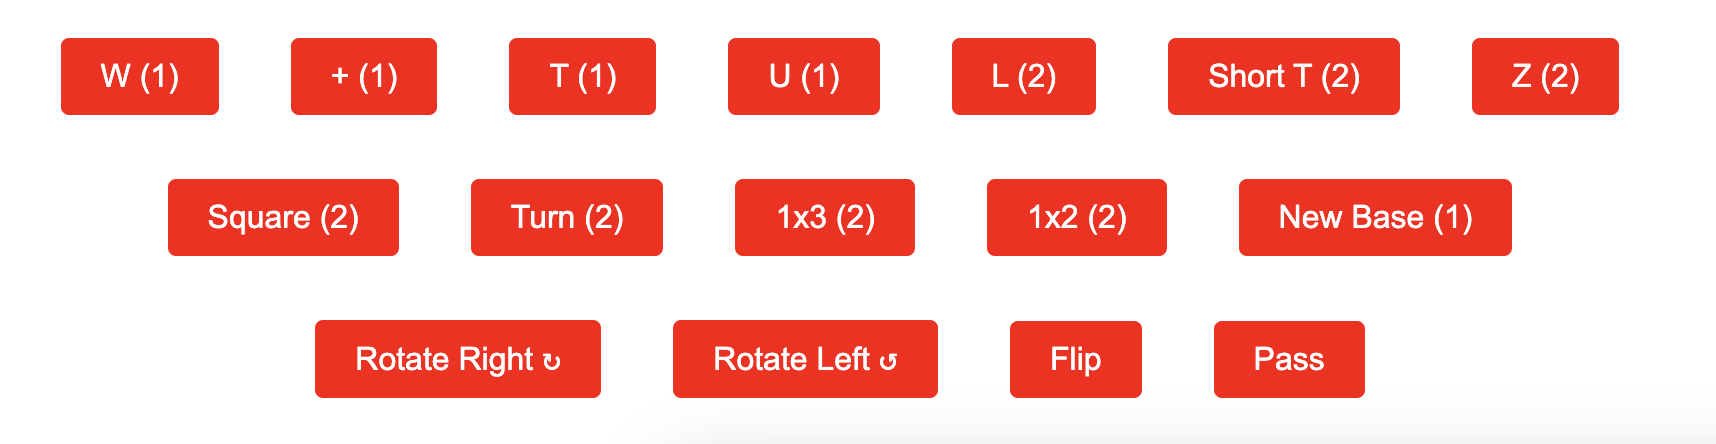 W (1) + (1) T (1) U (1) L (2) Short T (2) Z (2)
Square (2) Turn (2) 1x3 (2) 1x2 (2) New Base (1)
Rotate Right ↻ Rotate Left ↺ Flip Pass